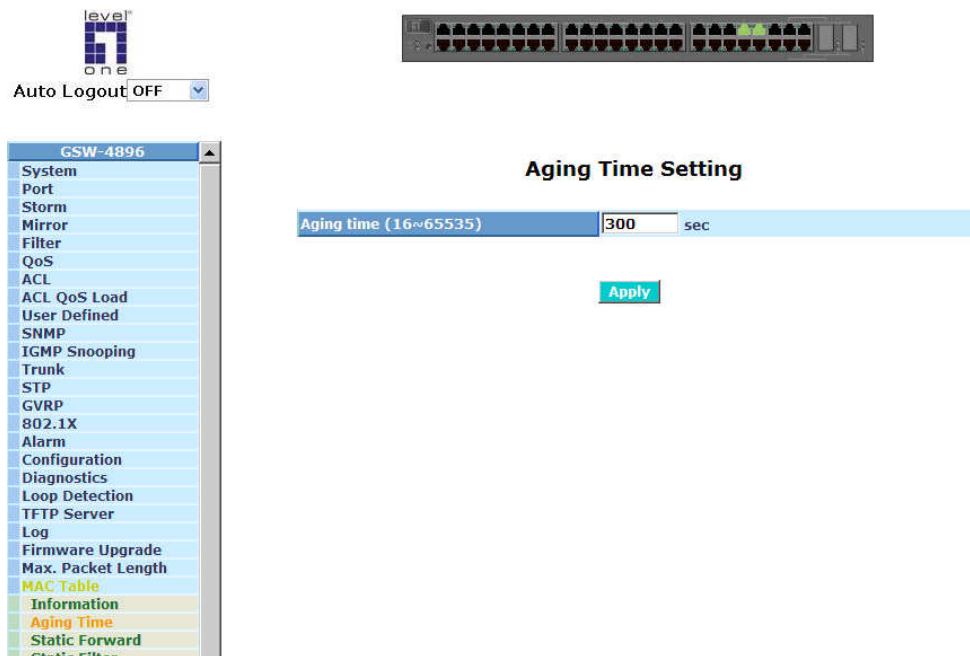 level
one
Auto Logout OFF
GSW-4896
System
Port
Storm
Mirror
Filter
QoS
ACL
ACL QoS Load
User Defined
SNMP
IGMP Snooping
Trunk
STP
GVRP
802.1X
Alarm
Configuration
Diagnostics
Loop Detection
TFTP Server
Log
Firmware Upgrade
Max. Packet Length
MAC Table
Information
Aging Time
Static Forward
Static Filter
Aging Time Setting
Aging time (16~65535) 300 sec
Apply